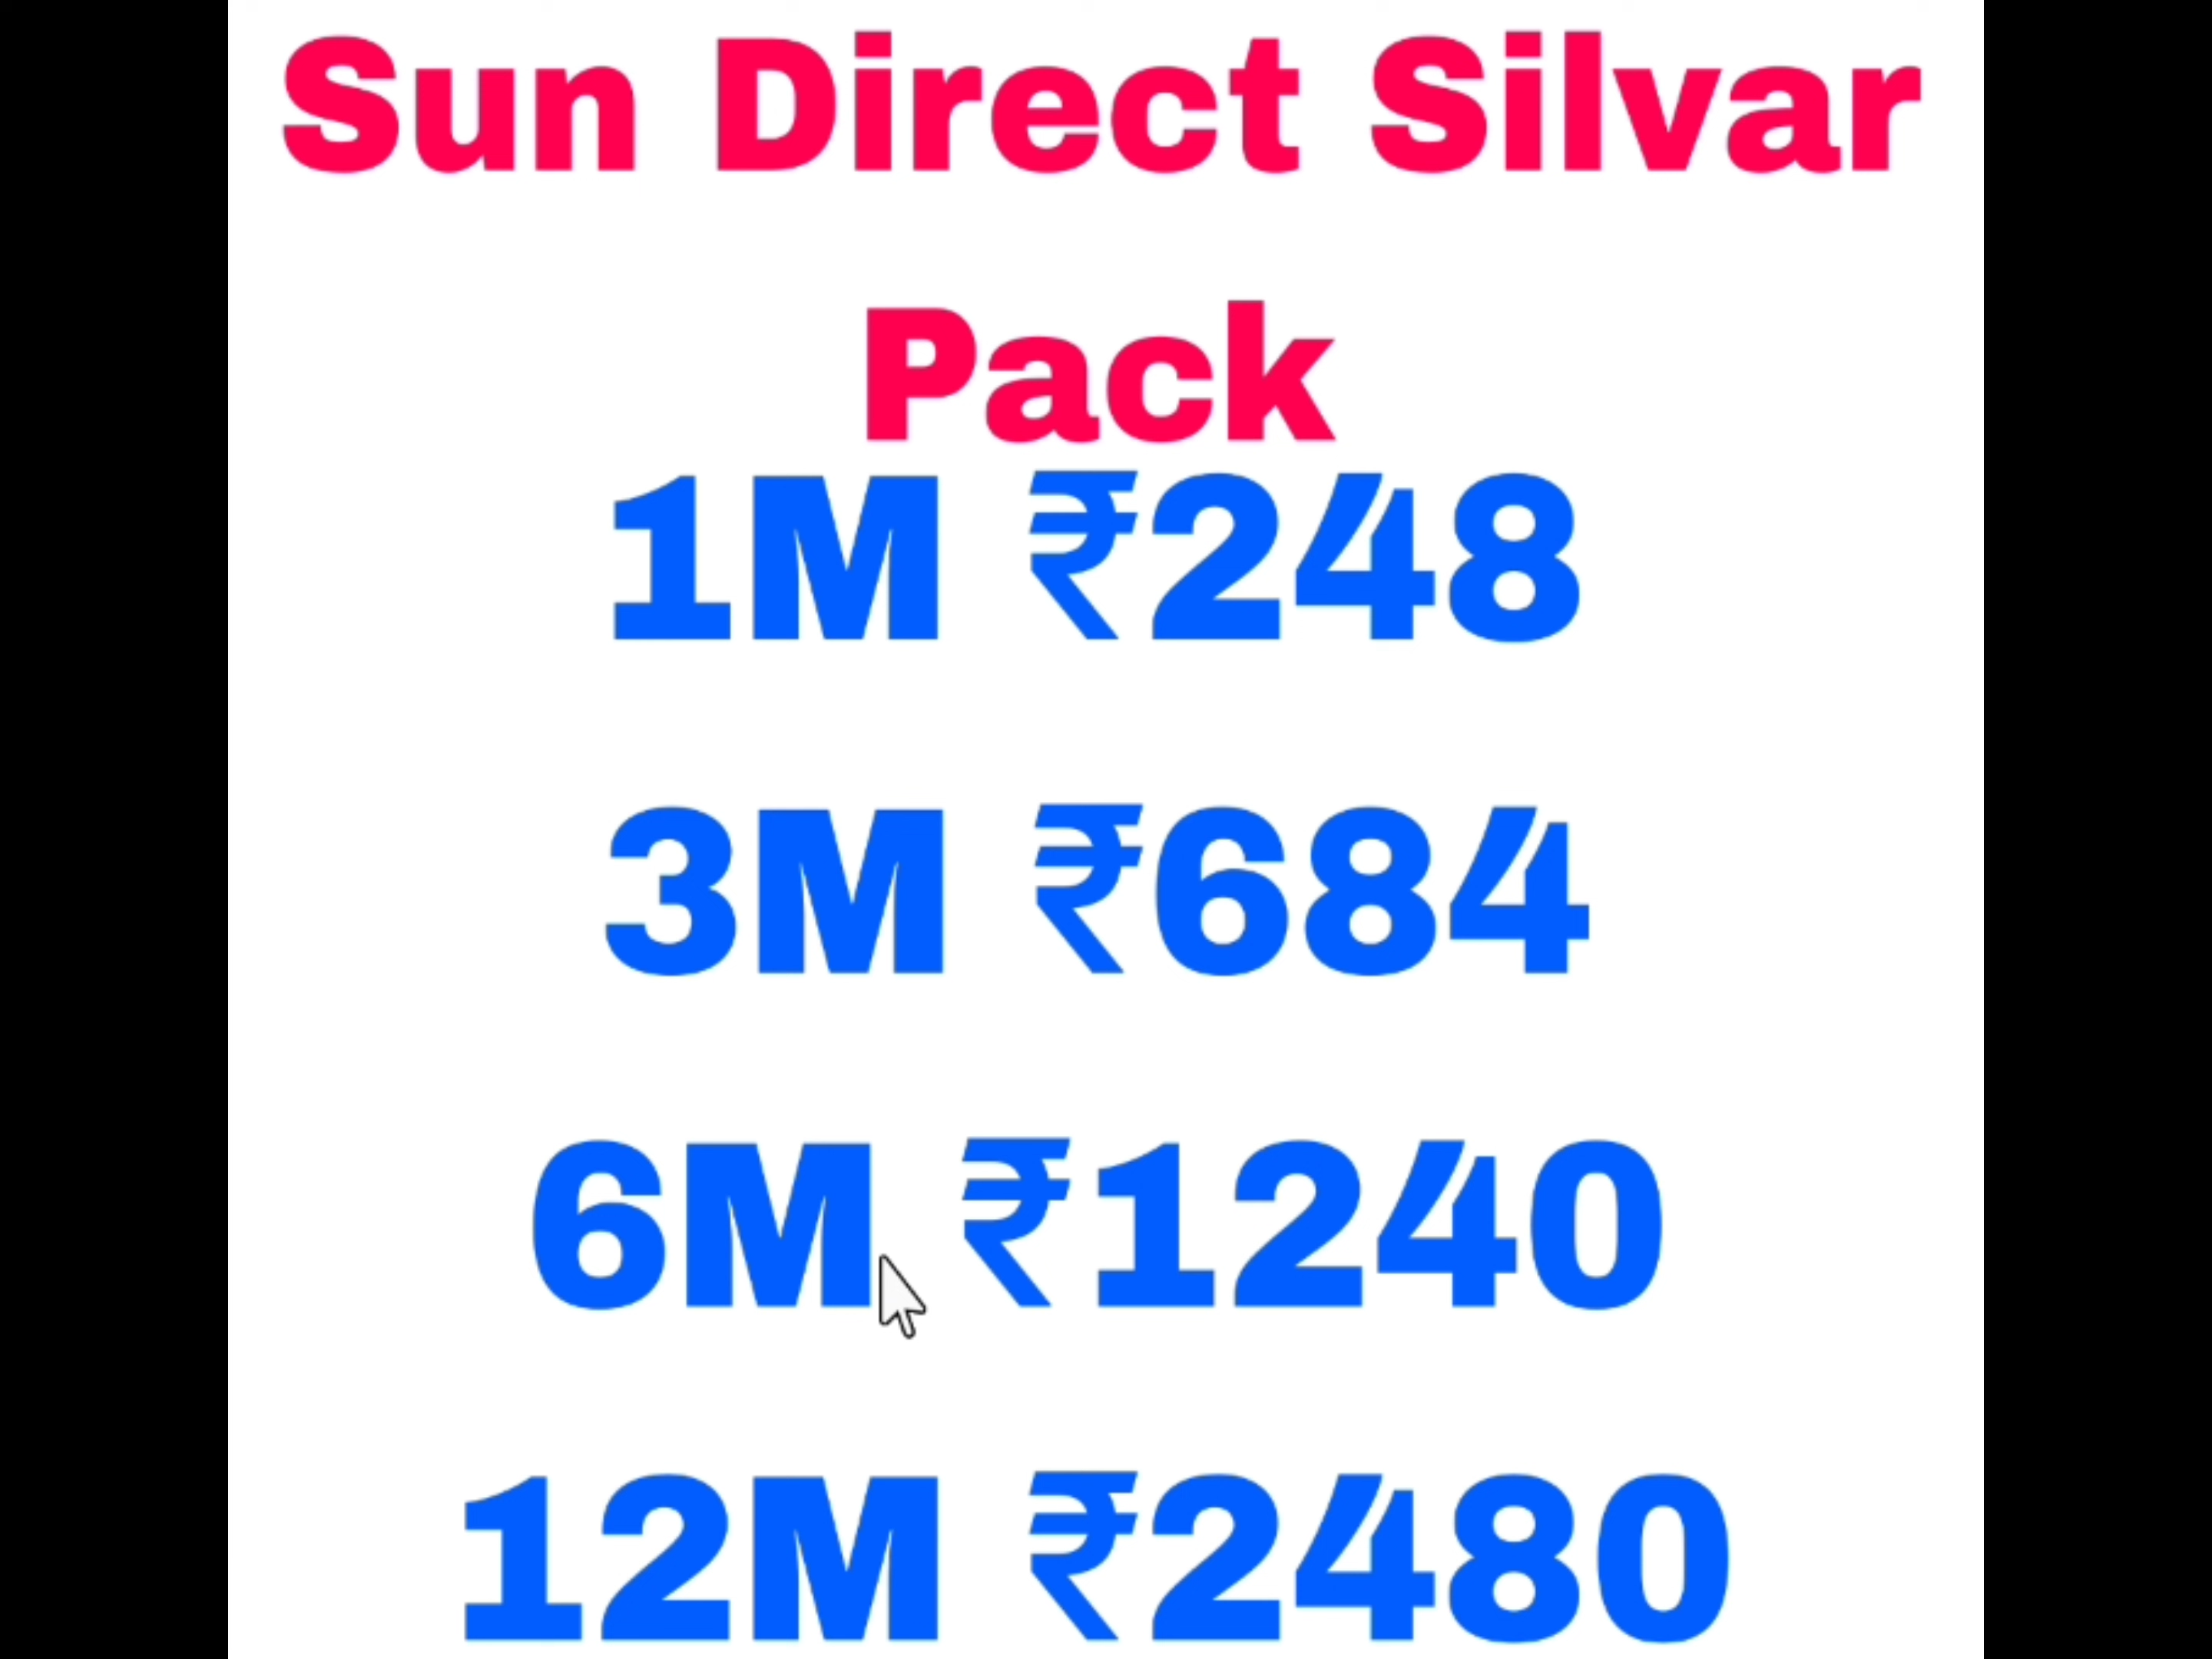 Sun Direct Silvar
Pack
1M ₹248
3M ₹684
6M ₹1240
12M ₹2480